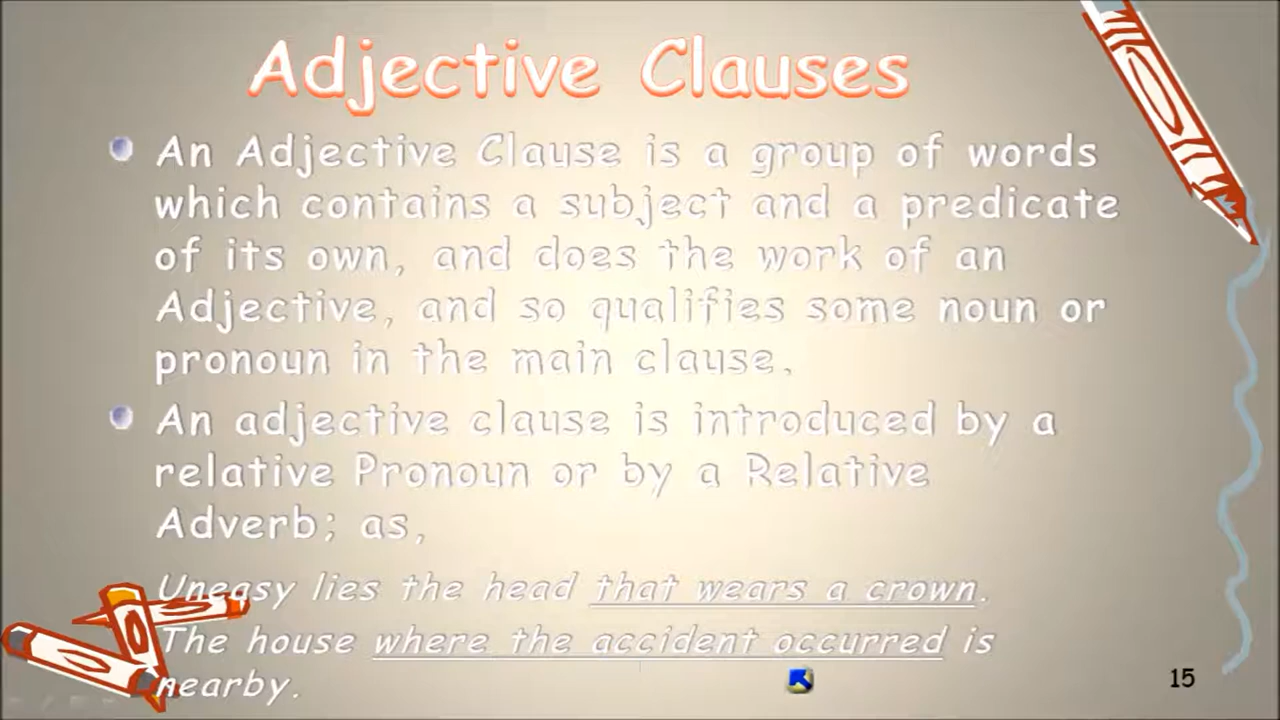 Adjective Clauses
An Adjective Clause is a group of words
which contains a subject and a predicate
of its own, and does the work of an
Adjective, and so qualifies some noun or
pronoun in the main clause.
An adjective clause is introduced by a
relative Pronoun or by a Relative
Adverb; as,
Uneasy lies the head that wears a crown.
The house where the accident occurred is
nearby.
15